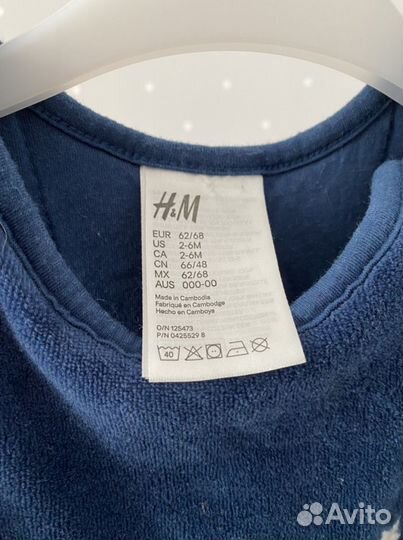 H&M
EUR 62/68
US 2-6M
CA 2-6M
CN 66/48
MX 62/68
AUS 000-00
Made in Cambodia
Fabriqué en Cambodge
Hecho en Camboya
O/N 125473
P/N 0425529 8
40
Avito